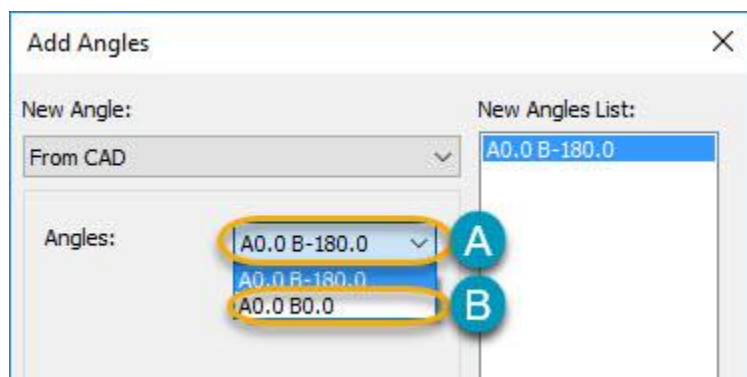 Add Angles
New Angle:
New Angles List:
From CAD
A0.0 B-180.0
Angles:
A0.0 B-180.0
A
A0.0 B-180.0
A0.0 B0.0
B